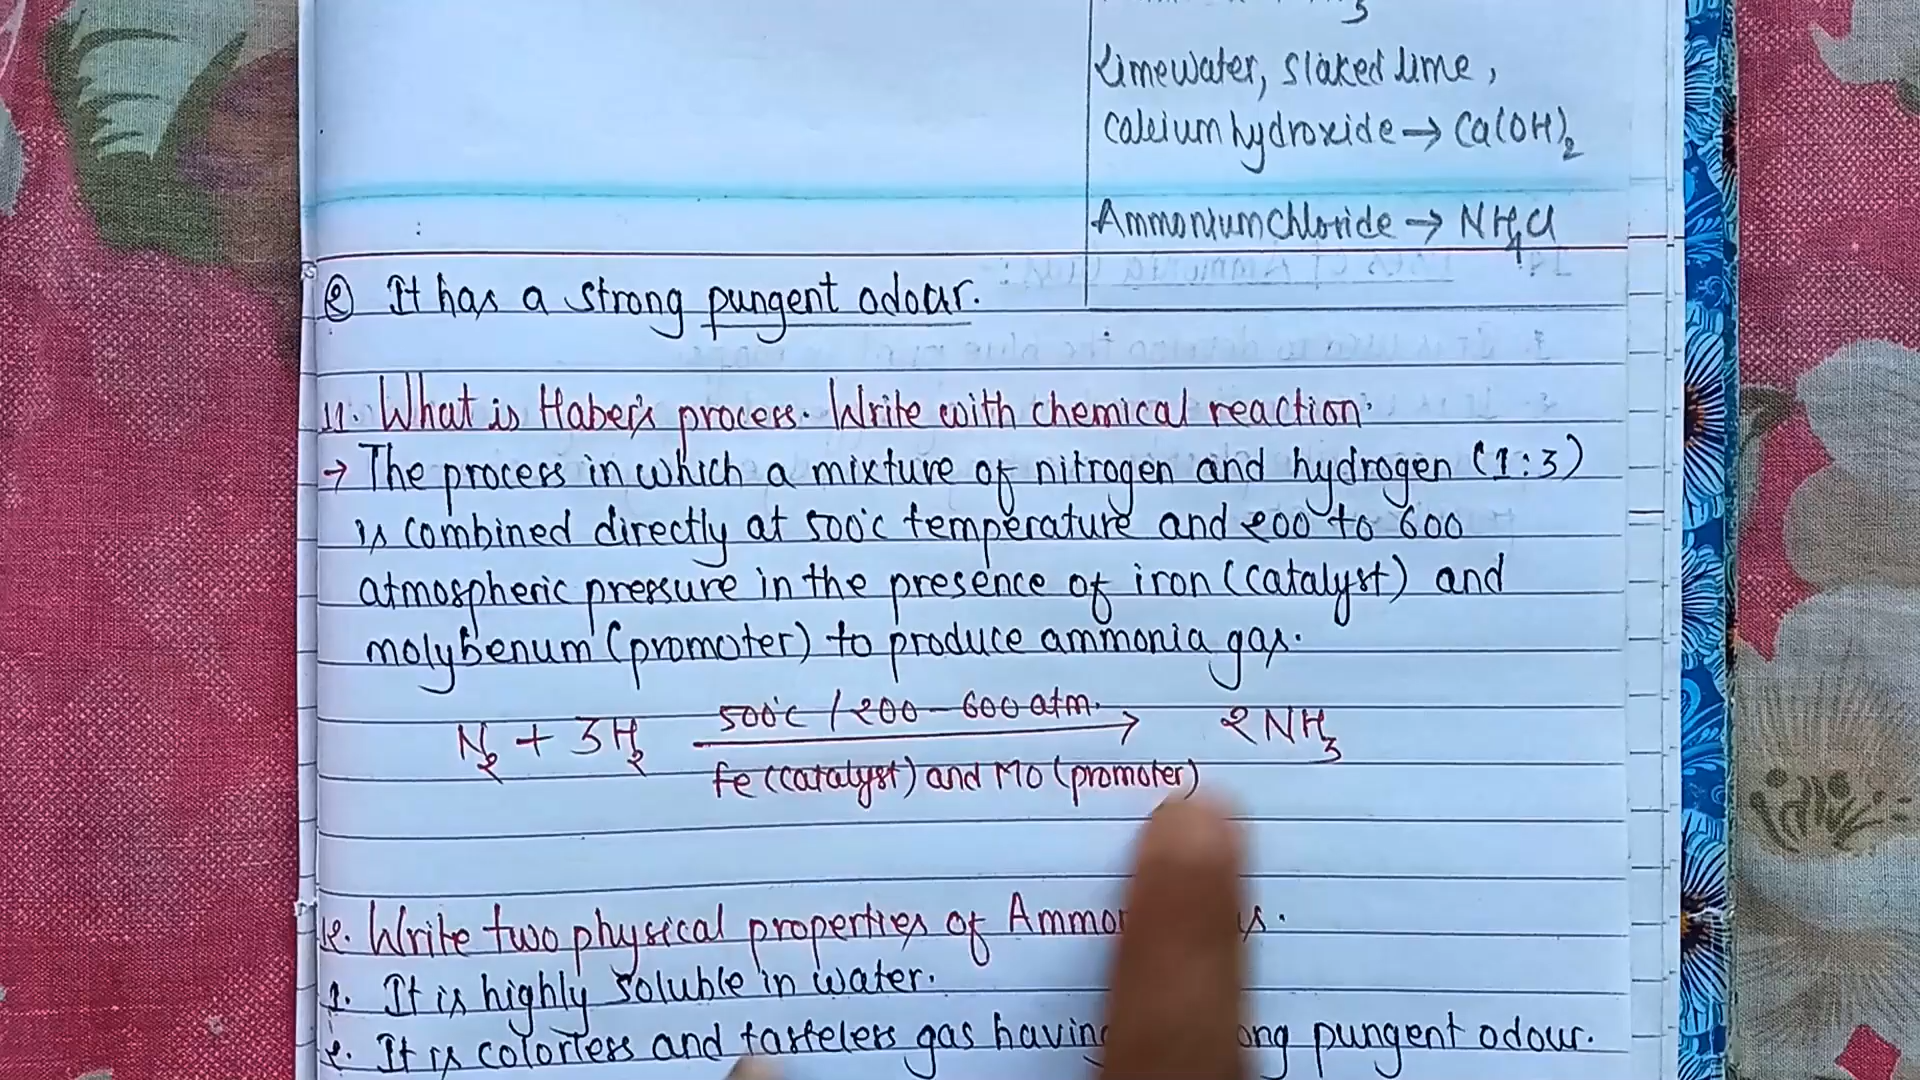 3
Limewater, slaked lime,
calcium hydroxide → Ca(OH)₂
Ammonium chloride → NH₄Cl
② It has a strong pungent odour.
11. What is Haber's process. Write with chemical reaction.
→ The process in which a mixture of nitrogen and hydrogen (1:3)
is combined directly at 500°c temperature and 200 to 600
atmospheric pressure in the presence of iron (catalyst) and
molybenum (promoter) to produce ammonia gas.
500°c / 200 - 600 atm.
N₂ + 3H₂ → 2NH₃
Fe (catalyst) and Mo (promoter)
12. Write two physical properties of Ammo
1. It is highly soluble in water.
2. It is colorless and tasteless gas having pungent odour.